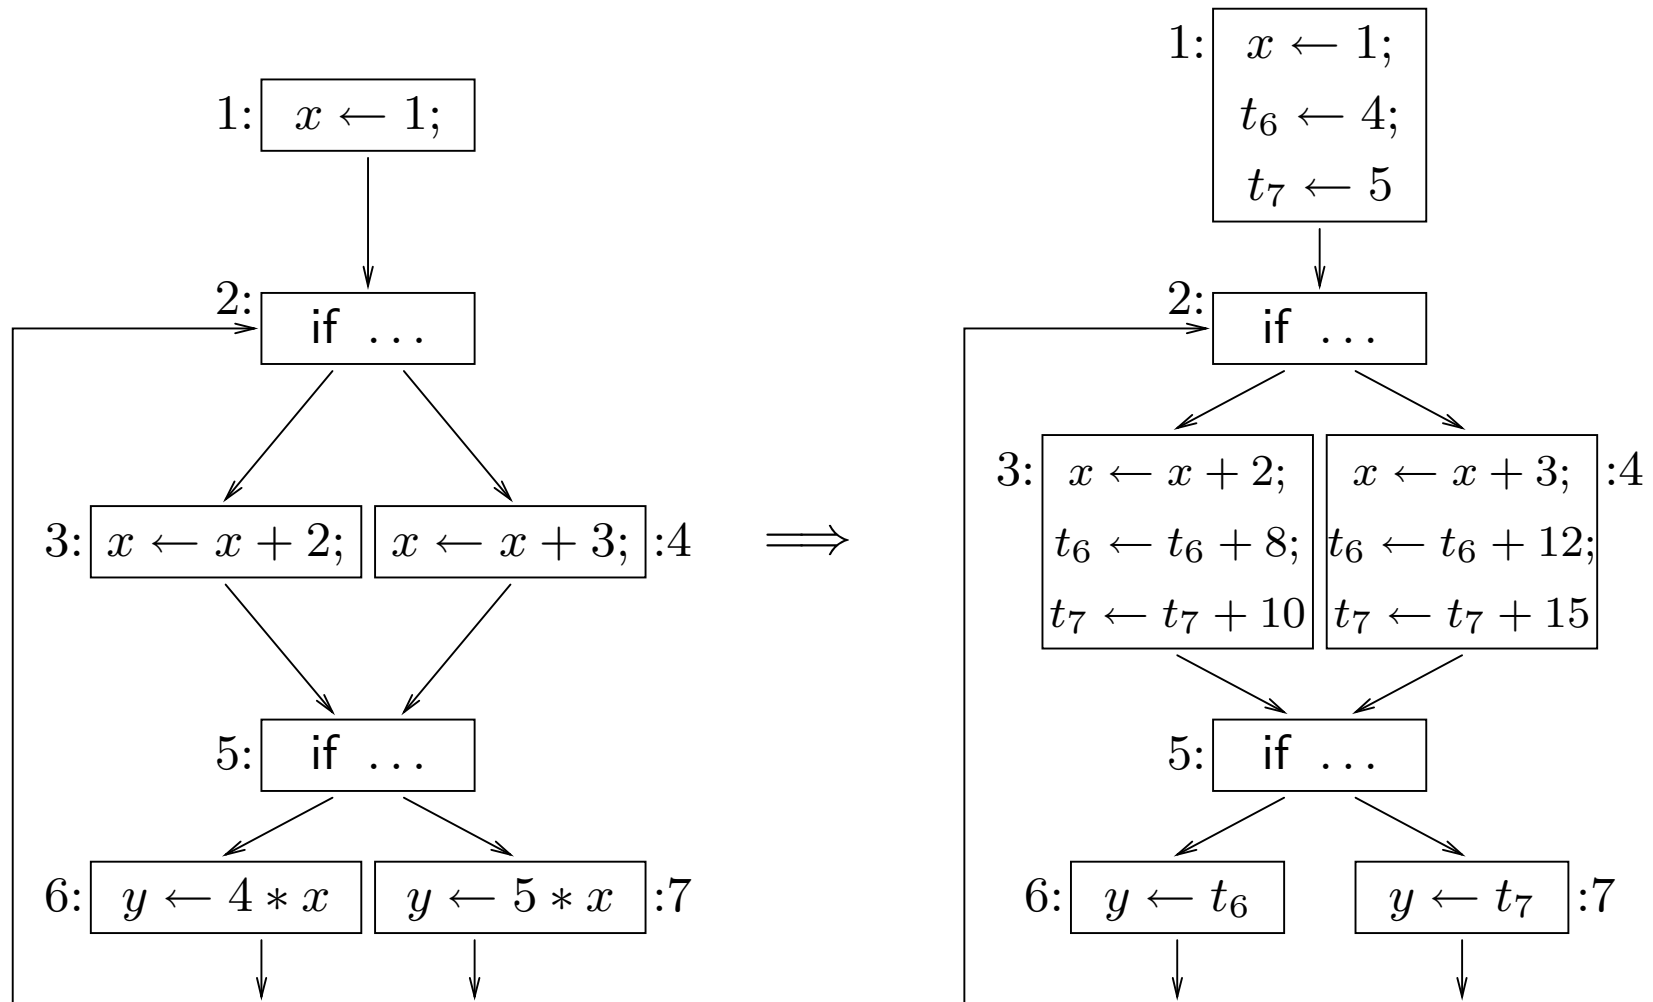 1: x ← 1;
2: if ...
3: x ← x + 2; x ← x + 3; :4
5: if ...
6: y ← 4 ∗ x y ← 5 ∗ x :7
⟹
1: x ← 1;
t₆ ← 4;
t₇ ← 5
2: if ...
3: x ← x + 2; x ← x + 3; :4
t₆ ← t₆ + 8; t₆ ← t₆ + 12;
t₇ ← t₇ + 10 t₇ ← t₇ + 15
5: if ...
6: y ← t₆ y ← t₇ :7